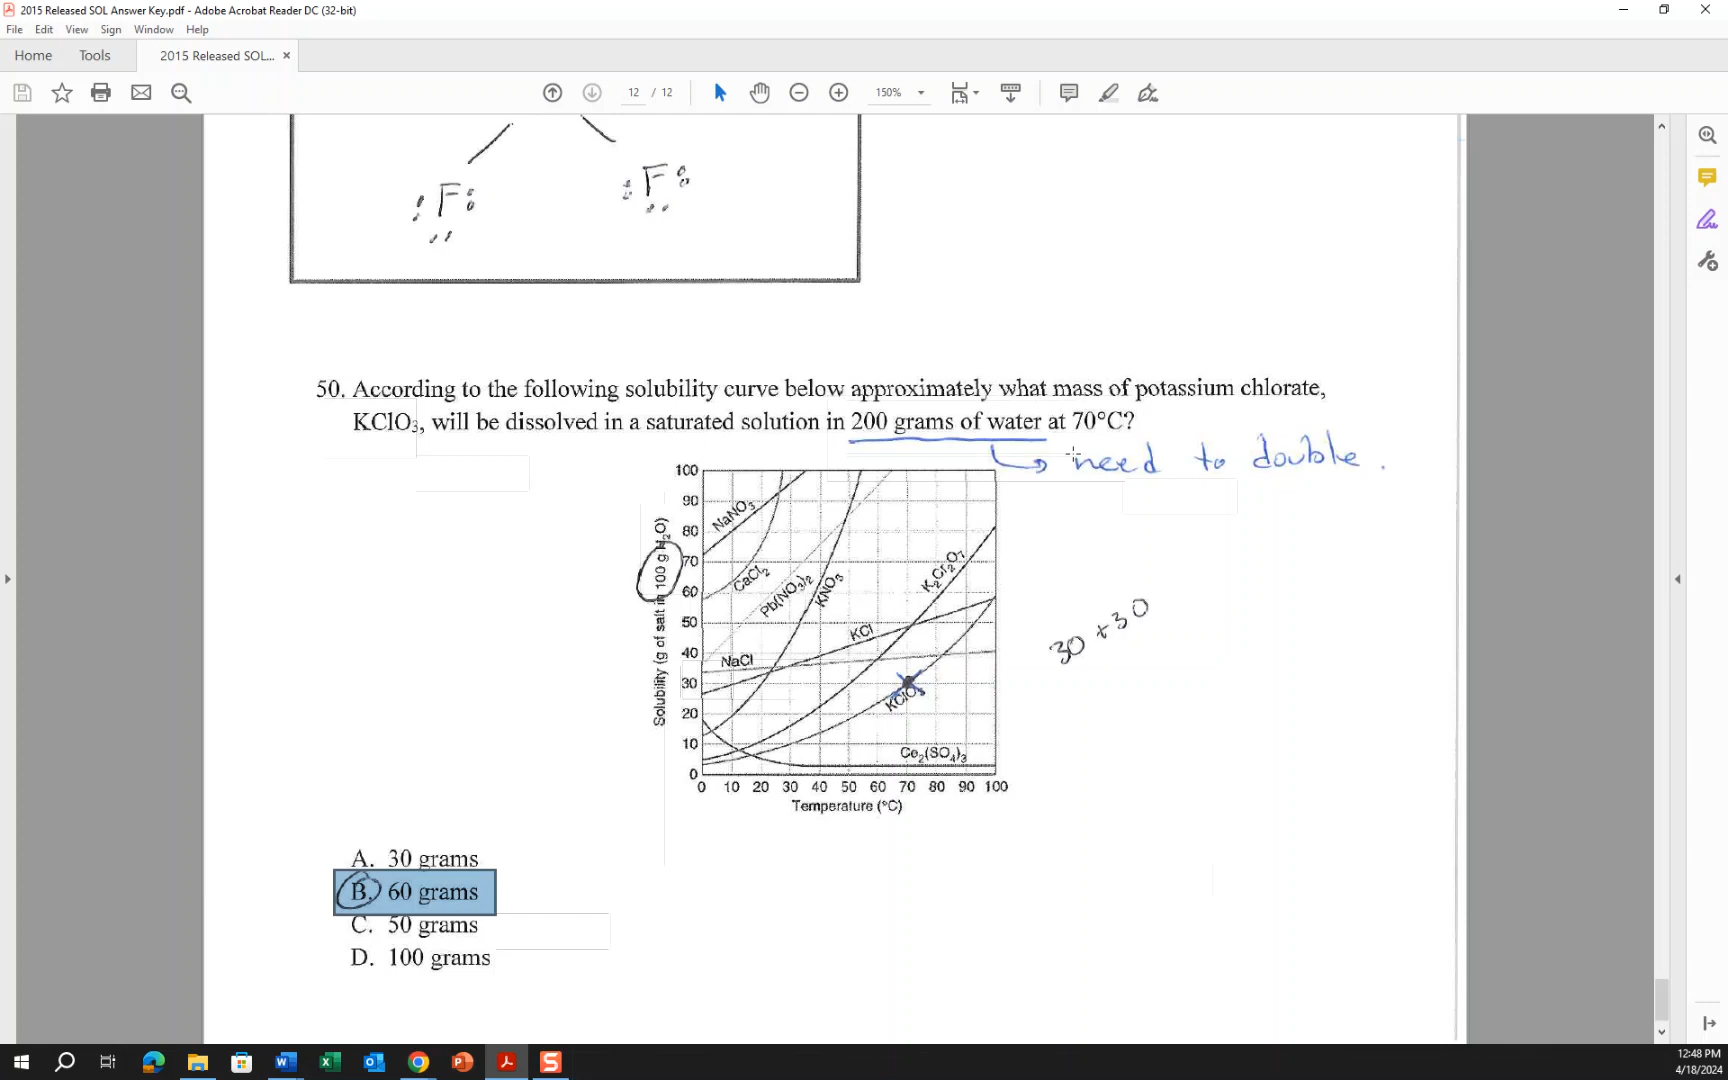 2015 Released SOL Answer Key.pdf - Adobe Acrobat Reader DC (32-bit)
File Edit View Sign Window Help
Home Tools 2015 Released SOL... ×
12 / 12 150%
F F
50. According to the following solubility curve below approximately what mass of potassium chlorate,
KClO3, will be dissolved in a saturated solution in 200 grams of water at 70°C?
need to double.
Solubility (g of salt in 100 g H2O)
100
90
80
70
60
50
40
30
20
10
0
NaNO3
CaCl2
Pb(NO3)2
KNO3
K2Cr2O7
KCl
NaCl
KClO3
Ce2(SO4)3
30 + 30
0 10 20 30 40 50 60 70 80 90 100
Temperature (°C)
A. 30 grams
B. 60 grams
C. 50 grams
D. 100 grams
12:48 PM
4/18/2024